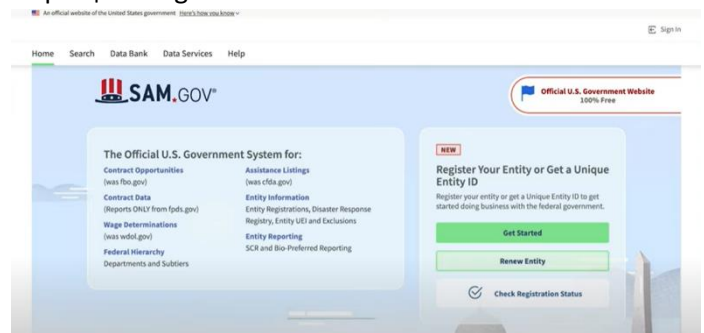 An official website of the United States government Here's how you know
Sign In
Home Search Data Bank Data Services Help
SAM.GOV®
Official U.S. Government Website
100% Free
The Official U.S. Government System for:
Contract Opportunities
(was fbo.gov)
Contract Data
(Reports ONLY from fpds.gov)
Wage Determinations
(was wdol.gov)
Federal Hierarchy
Departments and Subtiers
Assistance Listings
(was cfda.gov)
Entity Information
Entity Registrations, Disaster Response
Registry, Entity UEI and Exclusions
Entity Reporting
SCR and Bio-Preferred Reporting
NEW
Register Your Entity or Get a Unique
Entity ID
Register your entity or get a Unique Entity ID to get
started doing business with the federal government.
Get Started
Renew Entity
Check Registration Status